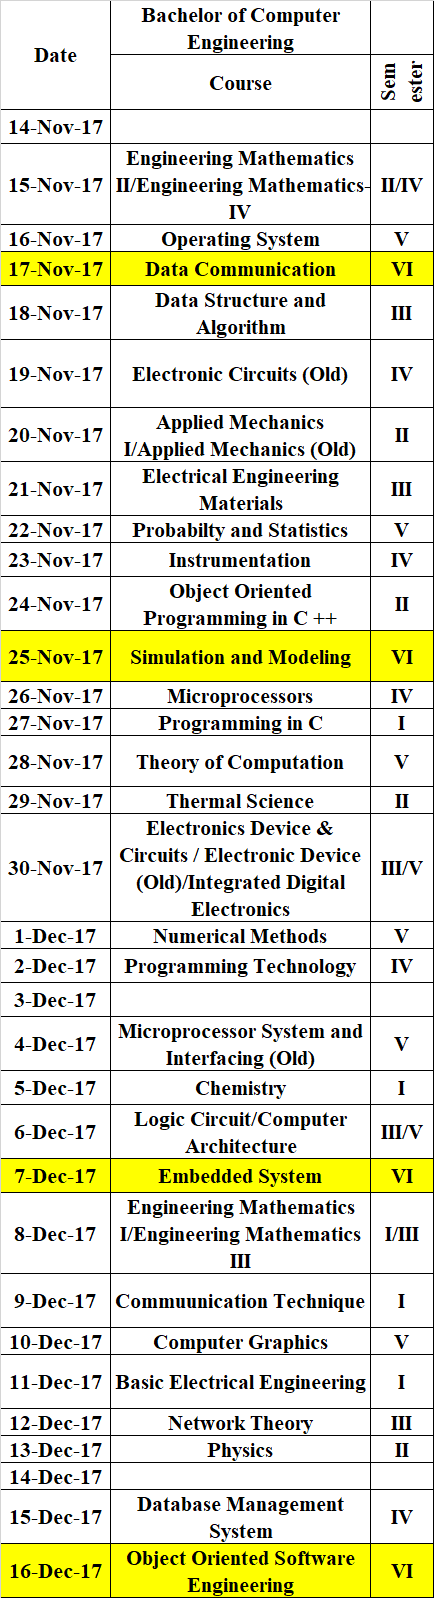 Date
Bachelor of Computer
Engineering
Course
Sem
ester
14-Nov-17
15-Nov-17
Engineering Mathematics
II/Engineering Mathematics-
IV
II/IV
16-Nov-17 Operating System V
17-Nov-17 Data Communication VI
18-Nov-17
Data Structure and
Algorithm
III
19-Nov-17 Electronic Circuits (Old) IV
20-Nov-17
Applied Mechanics
I/Applied Mechanics (Old)
II
21-Nov-17
Electrical Engineering
Materials
III
22-Nov-17 Probabilty and Statistics V
23-Nov-17 Instrumentation IV
24-Nov-17
Object Oriented
Programming in C ++
II
25-Nov-17 Simulation and Modeling VI
26-Nov-17 Microprocessors IV
27-Nov-17 Programming in C I
28-Nov-17 Theory of Computation V
29-Nov-17 Thermal Science II
30-Nov-17
Electronics Device &
Circuits / Electronic Device
(Old)/Integrated Digital
Electronics
III/V
1-Dec-17 Numerical Methods V
2-Dec-17 Programming Technology IV
3-Dec-17
4-Dec-17
Microprocessor System and
Interfacing (Old)
V
5-Dec-17 Chemistry I
6-Dec-17
Logic Circuit/Computer
Architecture
III/V
7-Dec-17 Embedded System VI
8-Dec-17
Engineering Mathematics
I/Engineering Mathematics
III
I/III
9-Dec-17 Commuunication Technique I
10-Dec-17 Computer Graphics V
11-Dec-17 Basic Electrical Engineering I
12-Dec-17 Network Theory III
13-Dec-17 Physics II
14-Dec-17
15-Dec-17
Database Management
System
IV
16-Dec-17
Object Oriented Software
Engineering
VI